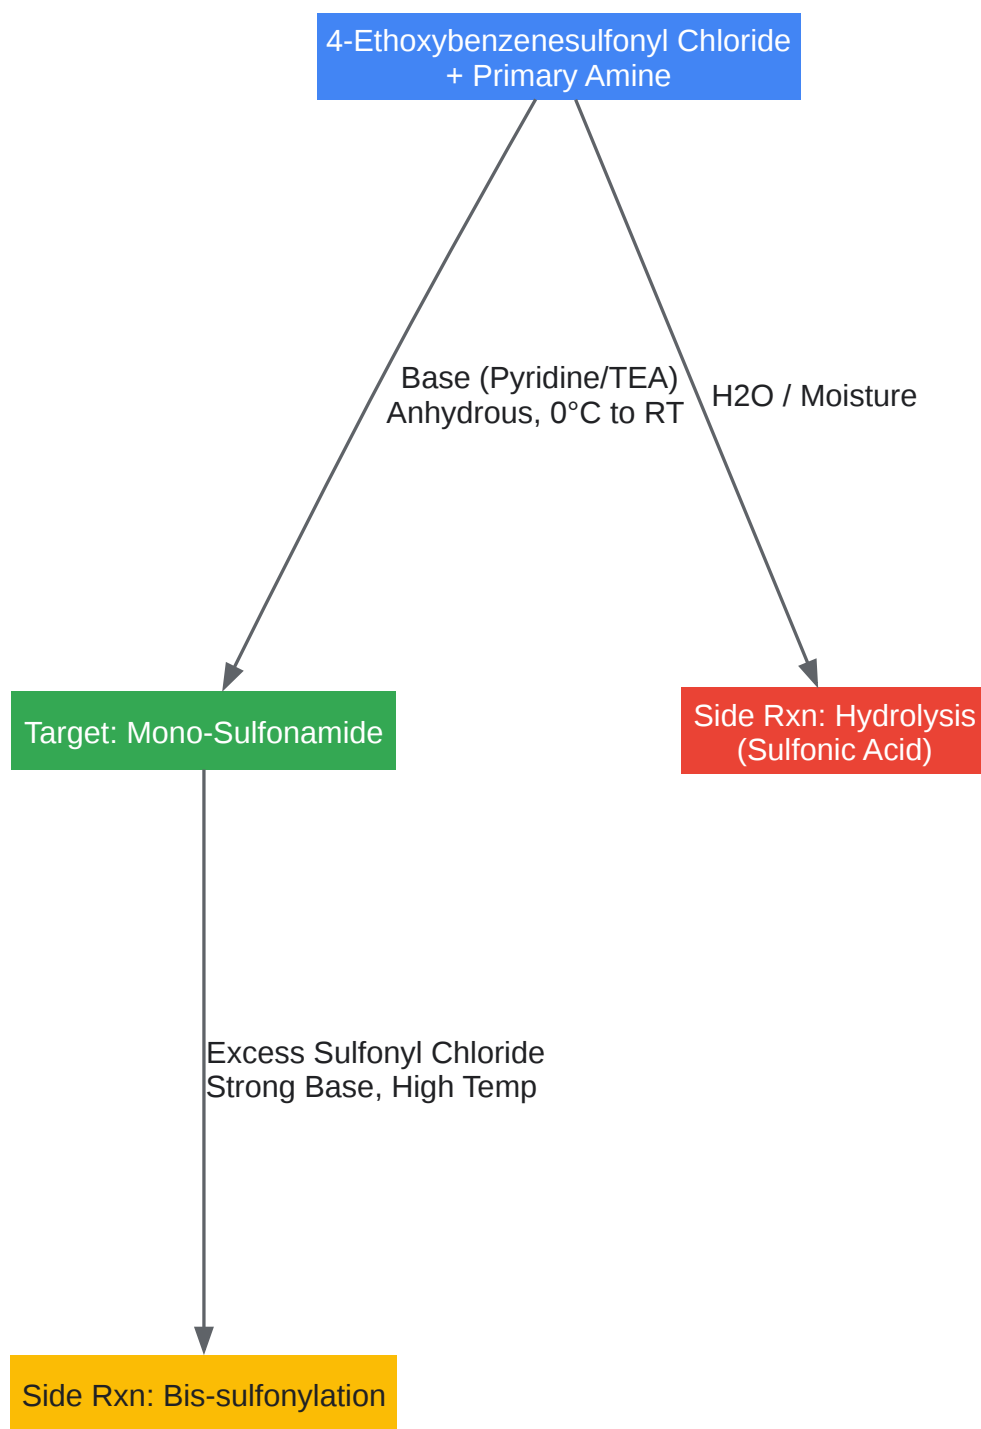 4-Ethoxybenzenesulfonyl Chloride
+ Primary Amine
Base (Pyridine/TEA)
Anhydrous, 0°C to RT
H2O / Moisture
Target: Mono-Sulfonamide
Side Rxn: Hydrolysis
(Sulfonic Acid)
Excess Sulfonyl Chloride
Strong Base, High Temp
Side Rxn: Bis-sulfonylation